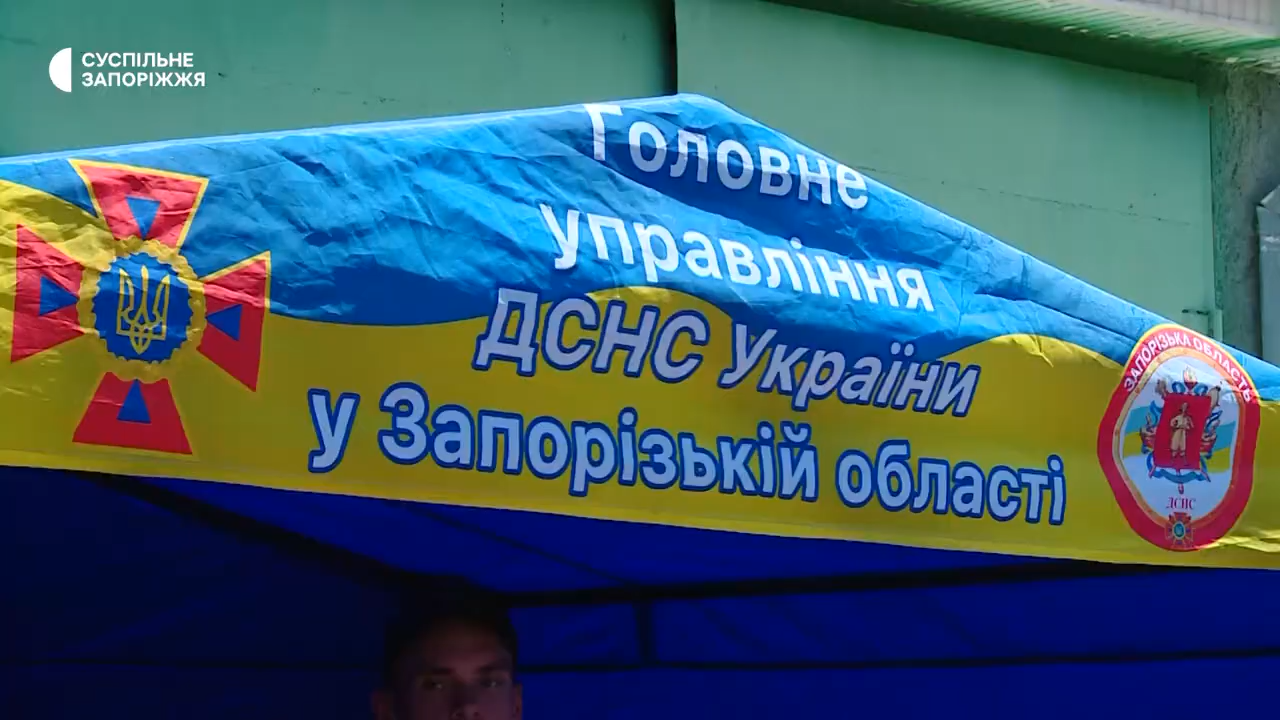 СУСПІЛЬНЕ
ЗАПОРІЖЖЯ
Головне
управління
ДСНС України
у Запорізькій області
ЗАПОРІЗЬКА ОБЛАСТЬ
ДСНС